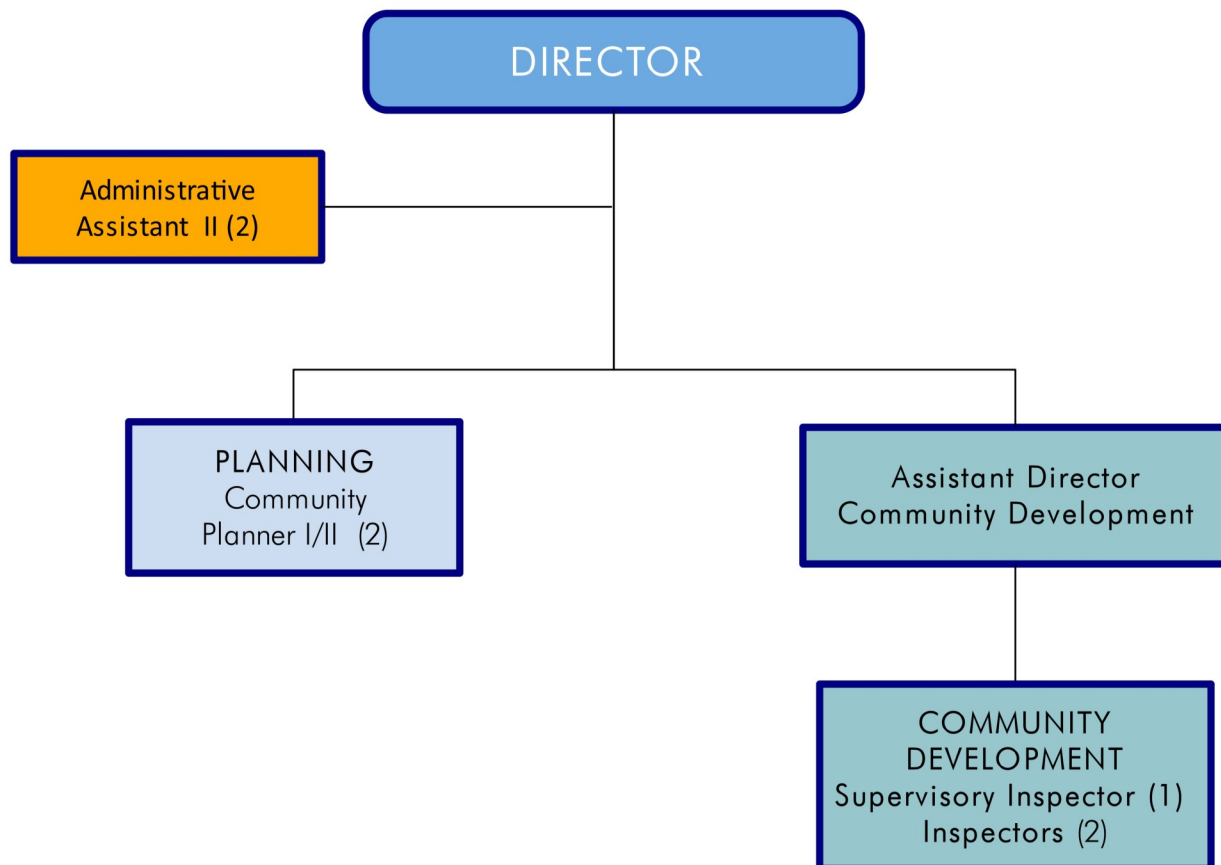 DIRECTOR
Administrative
Assistant II (2)
PLANNING
Community
Planner I/II (2)
Assistant Director
Community Development
COMMUNITY
DEVELOPMENT
Supervisory Inspector (1)
Inspectors (2)